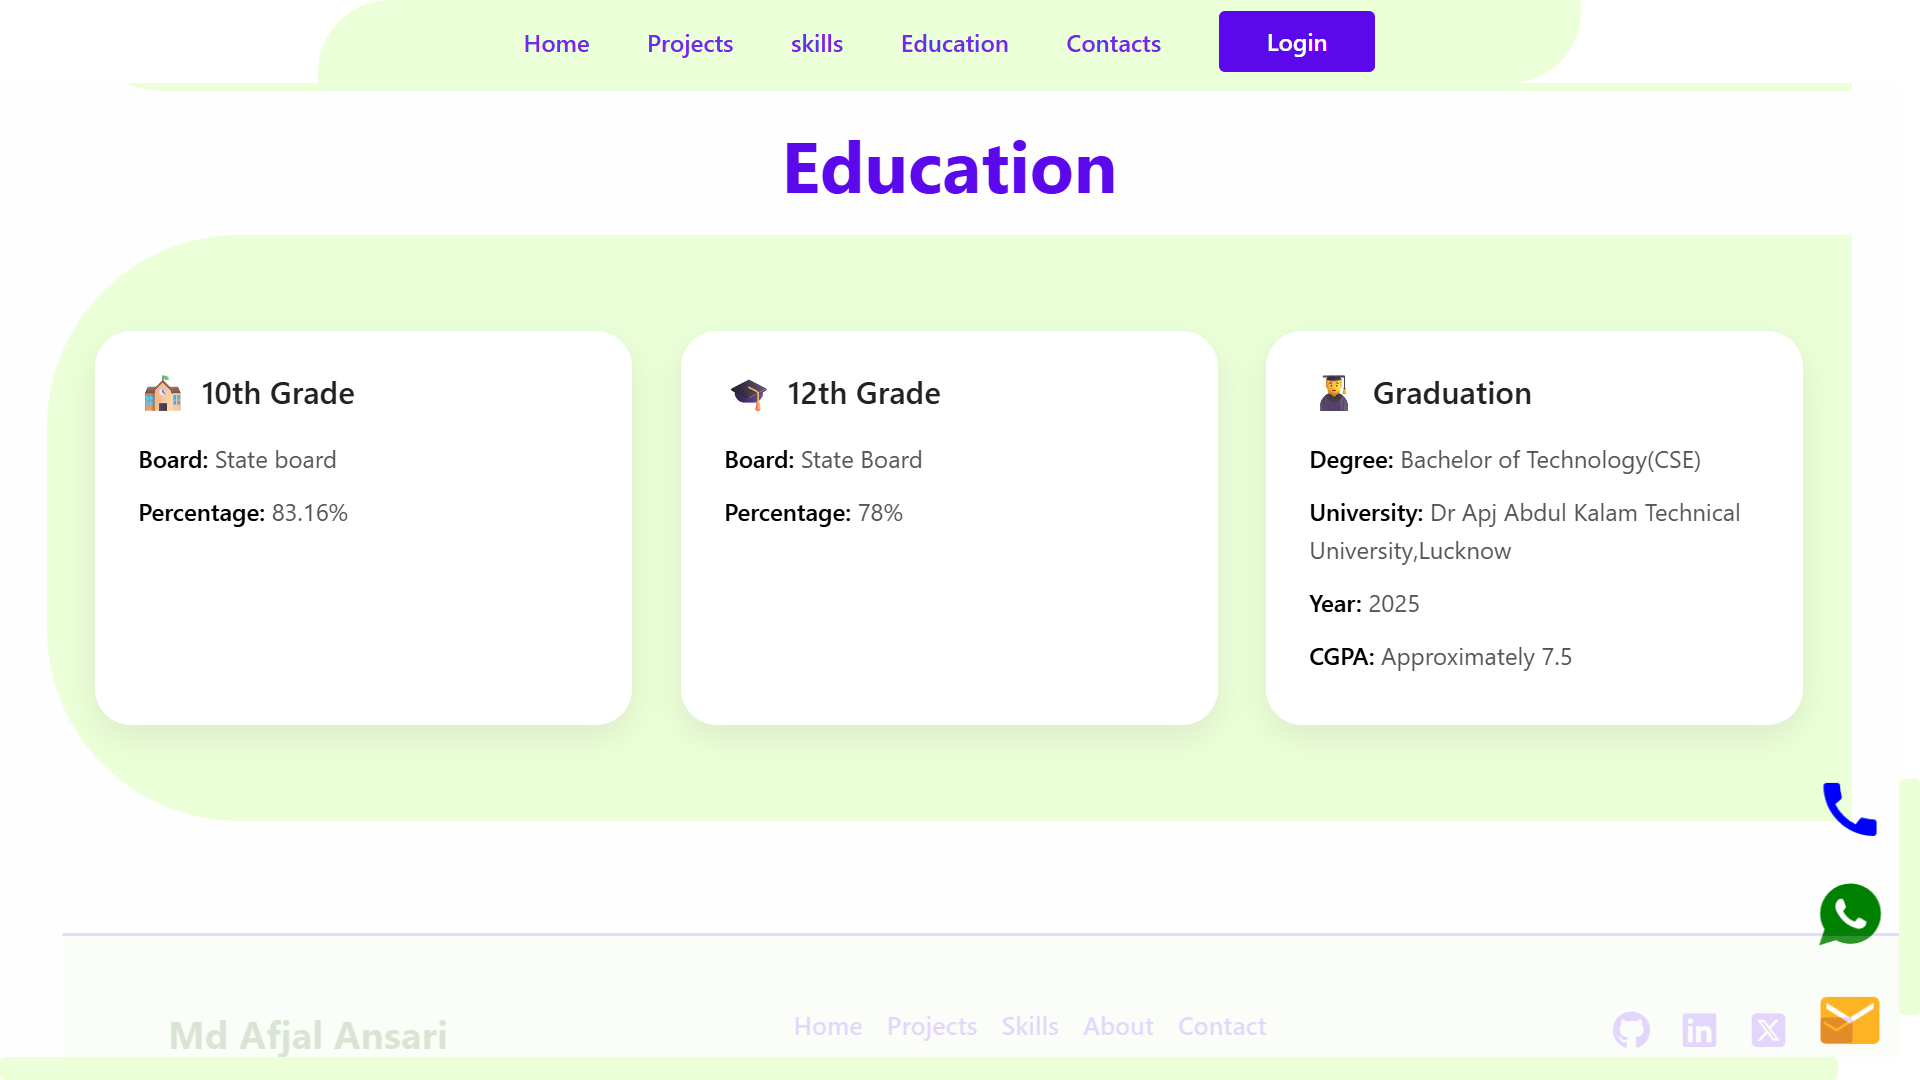 Home Projects skills Education Contacts Login
Education
10th Grade
Board: State board
Percentage: 83.16%
12th Grade
Board: State Board
Percentage: 78%
Graduation
Degree: Bachelor of Technology(CSE)
University: Dr Apj Abdul Kalam Technical
University,Lucknow
Year: 2025
CGPA: Approximately 7.5
Md Afjal Ansari
Home Projects Skills About Contact